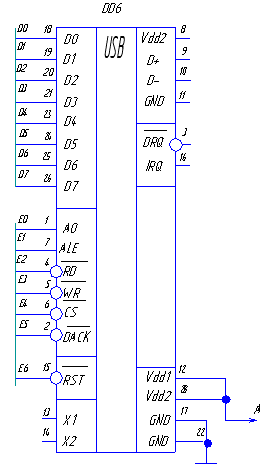 DD6
USB
D0 18 D0
D1 19 D1
D2 20 D2
D3 21 D3
D4 23 D4
D5 24 D5
D6 25 D6
D7 26 D7
8 Vdd2
9 D+
10 D-
11 GND
3 DRQ
14 IRQ
E0 1 A0
E1 7 ALE
E2 4 RD
E3 5 WR
E4 6 CS
E5 2 DACK
E6 15 RST
13 X1
14 X2
Vdd1 12
Vdd2 28
A
GND 17
GND 22